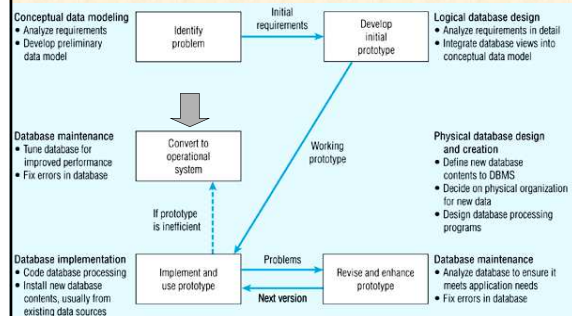 Conceptual data modeling
• Analyze requirements
• Develop preliminary
data model
Identify
problem
Initial
requirements
Develop
initial
prototype
Logical database design
• Analyze requirements in detail
• Integrate database views into
conceptual data model
Database maintenance
• Tune database for
improved performance
• Fix errors in database
Convert to
operational
system
Working
prototype
Physical database design
and creation
• Define new database
contents to DBMS
• Decide on physical organization
for new data
• Design database processing
programs
If prototype
is inefficient
Database implementation
• Code database processing
• Install new database
contents, usually from
existing data sources
Implement and
use prototype
Problems
Next version
Revise and enhance
prototype
Database maintenance
• Analyze database to ensure it
meets application needs
• Fix errors in database